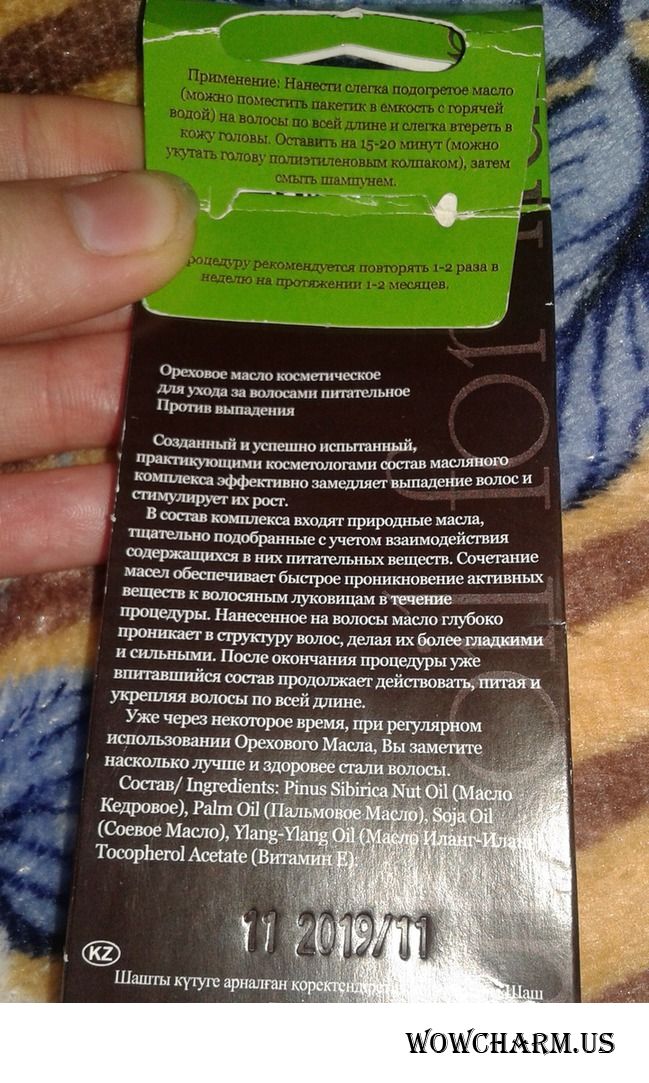 Применение: Нанести слегка подогретое масло
(можно поместить пакетик в емкость с горячей
водой) на волосы по всей длине и слегка втереть в
кожу головы. Оставить на 15-20 минут (можно
укутать голову полиэтиленовым колпаком), затем
смыть шампунем.
роцедуру рекомендуется повторять 1-2 раза в
неделю на протяжении 1-2 месяцев.
Ореховое масло косметическое
для ухода за волосами питательное
Против выпадения
Созданный и успешно испытанный,
практикующими косметологами состав масляного
комплекса эффективно замедляет выпадение волос и
стимулирует их рост.
В состав комплекса входят природные масла,
тщательно подобранные с учетом взаимодействия
содержащихся в них питательных веществ. Сочетание
масел обеспечивает быстрое проникновение активных
веществ к волосяным луковицам в течение
процедуры. Нанесенное на волосы масло глубоко
проникает в структуру волос, делая их более гладкими
и сильными. После окончания процедуры уже
впитавшийся состав продолжает действовать, питая и
укрепляя волосы по всей длине.
Уже через некоторое время, при регулярном
использовании Орехового Масла, Вы заметите
насколько лучше и здоровее стали волосы.
Состав/ Ingredients: Pinus Sibirica Nut Oil (Масло
Кедровое), Palm Oil (Пальмовое Масло), Soja Oil
(Соевое Масло), Ylang-Ylang Oil (Масло Иланг-Иланг
Tocopherol Acetate (Витамин Е).
11 2019/11
KZ
Шашты күтуге арналған Шаш
oil for
WOWCHARM.US